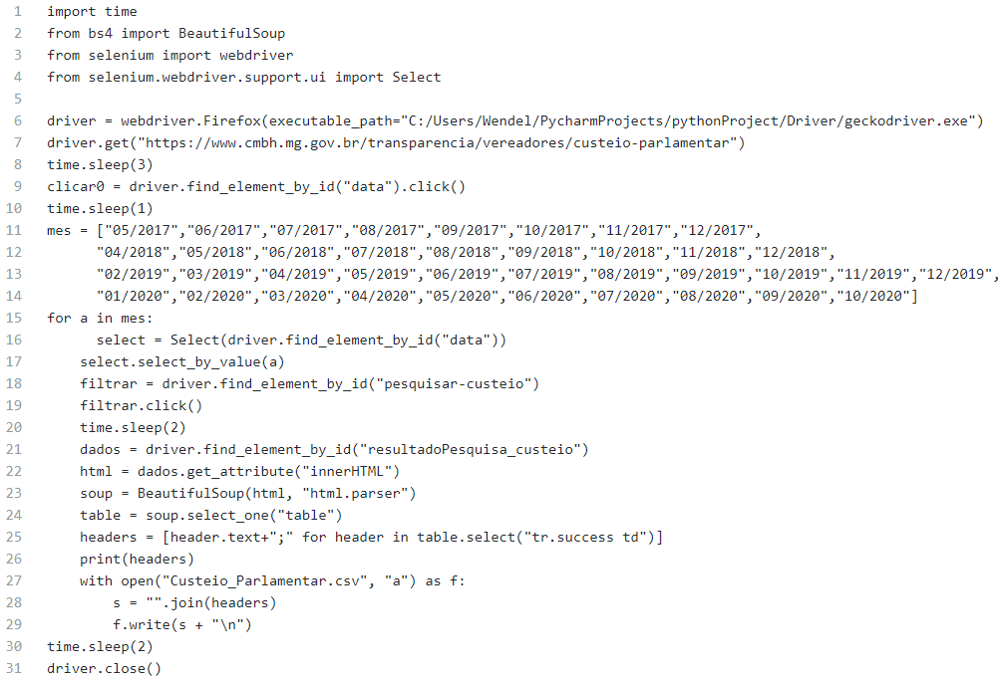 1 import time
2 from bs4 import BeautifulSoup
3 from selenium import webdriver
4 from selenium.webdriver.support.ui import Select
5
6 driver = webdriver.Firefox(executable_path="C:/Users/Wendel/PycharmProjects/pythonProject/Driver/geckodriver.exe")
7 driver.get("https://www.cmbh.mg.gov.br/transparencia/vereadores/custeio-parlamentar")
8 time.sleep(3)
9 clicar0 = driver.find_element_by_id("data").click()
10 time.sleep(1)
11 mes = ["05/2017","06/2017","07/2017","08/2017","09/2017","10/2017","11/2017","12/2017",
12       "04/2018","05/2018","06/2018","07/2018","08/2018","09/2018","10/2018","11/2018","12/2018",
13       "02/2019","03/2019","04/2019","05/2019","06/2019","07/2019","08/2019","09/2019","10/2019","11/2019","12/2019",
14       "01/2020","02/2020","03/2020","04/2020","05/2020","06/2020","07/2020","08/2020","09/2020","10/2020"]
15 for a in mes:
16       select = Select(driver.find_element_by_id("data"))
17     select.select_by_value(a)
18     filtrar = driver.find_element_by_id("pesquisar-custeio")
19     filtrar.click()
20     time.sleep(2)
21     dados = driver.find_element_by_id("resultadoPesquisa_custeio")
22     html = dados.get_attribute("innerHTML")
23     soup = BeautifulSoup(html, "html.parser")
24     table = soup.select_one("table")
25     headers = [header.text+";" for header in table.select("tr.success td")]
26     print(headers)
27     with open("Custeio_Parlamentar.csv", "a") as f:
28         s = "".join(headers)
29         f.write(s + "\n")
30 time.sleep(2)
31 driver.close()